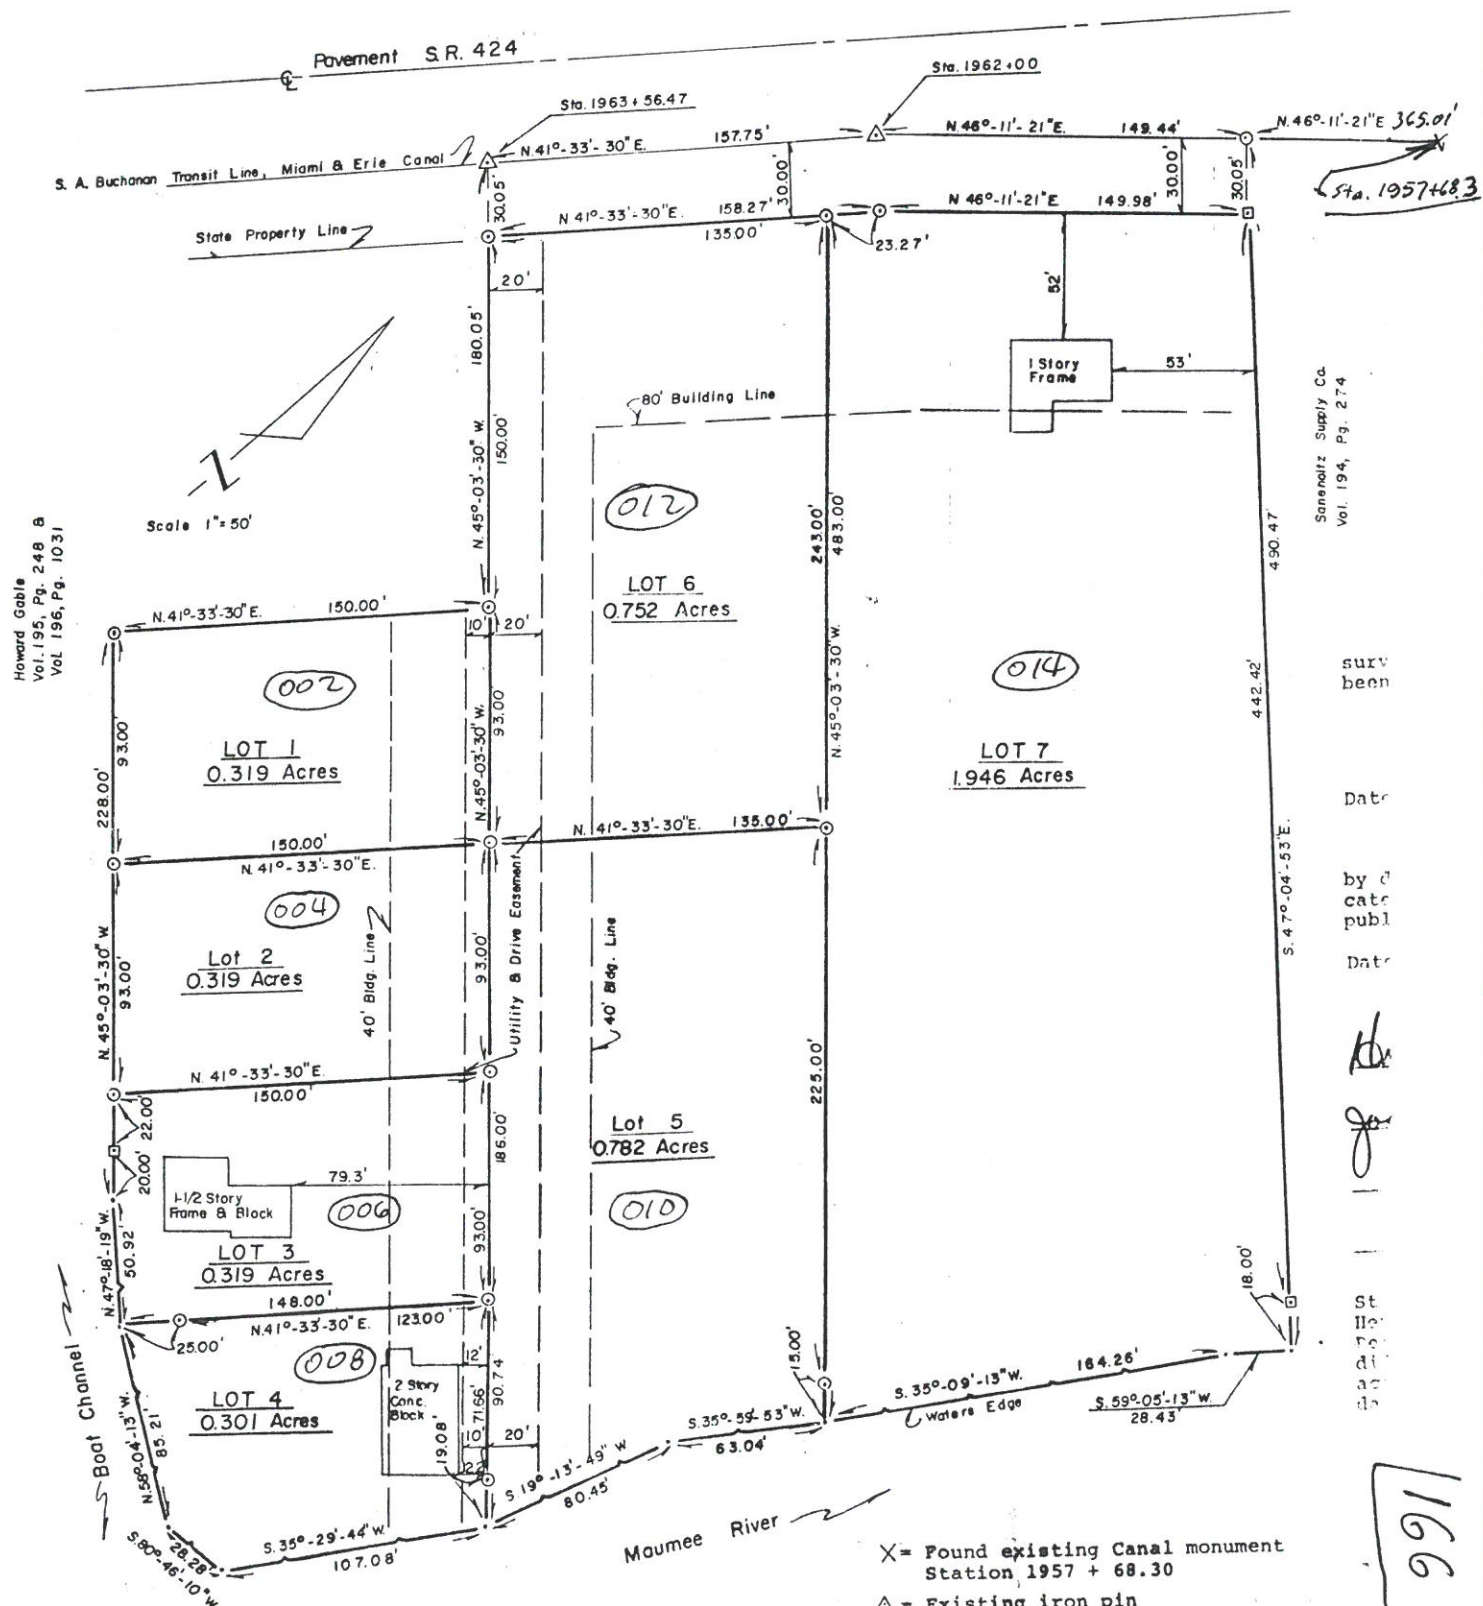 Pavement S.R. 424
Sta. 1962+00
Sta. 1963 + 56.47
N. 46°-11'-21"E. 149.44'
N. 46°-11'-21"E 365.01'
N. 41°-33'-30"E. 157.75'
S. A. Buchanan Transit Line, Miami & Erie Canal
30.05'
30.00'
30.00'
30.05'
Sta. 1957+68.3
N 41°-33'-30"E. 158.27'
N 46°-11'-21"E 149.98'
State Property Line
135.00'
23.27'
20'
52'
180.05'
1 Story
Frame
53'
80' Building Line
Sanenoltz Supply Co.
Vol. 194, Pg. 274
N. 45°-03'-30" W.
150.00'
012
243.00'
483.00'
490.47'
Scale 1"=50'
Howard Gable
Vol. 195, Pg. 248 &
Vol. 196, Pg. 1031
LOT 6
0.752 Acres
N. 41°-33'-30"E. 150.00'
10' 20'
002
014
N. 45°-03'-30"W.
442.42'
surv
been
93.00'
228.00'
N. 45°-03'-30" W.
93.00'
LOT 1
0.319 Acres
LOT 7
1.946 Acres
N. 41°-33'-30"E. 135.00'
150.00'
N. 41°-33'-30"E.
S. 47°-04'-53"E.
by
publ
004
40' Bldg. Line
Utility & Drive Easement
40' Bldg. Line
Lot 2
0.319 Acres
N. 45°-03'-30" W
93.00'
93.00'
N. 41°-33'-30"E.
150.00'
225.00'
22.00'
20.00'
186.00'
Lot 5
0.782 Acres
79.3'
1-1/2 Story
Frame & Block
006
010
N. 47°-18'-19"W.
50.92'
93.00'
LOT 3
0.319 Acres
18.00'
148.00'
N. 41°-33'-30"E. 123.00'
25.00'
008
12'
15.00'
164.26'
S. 35°-09'-13"W.
Waters Edge
S. 59°-05'-13"W.
28.43'
LOT 4
0.301 Acres
2 Story
Conc.
Block
71.66'
90.74
10' 20'
19.08'
2.2'
Boat Channel
N. 58°-04'-13"W
85.21'
S. 35°-59'-53"W.
63.04'
S. 19°-13'-49" W
80.45'
28.28'
S. 80°-46'-10"W
S. 35°-29'-44"W.
107.08'
Maumee River
X = Found existing Canal monument
Station 1957 + 68.30
△ = Existing iron pin
1166